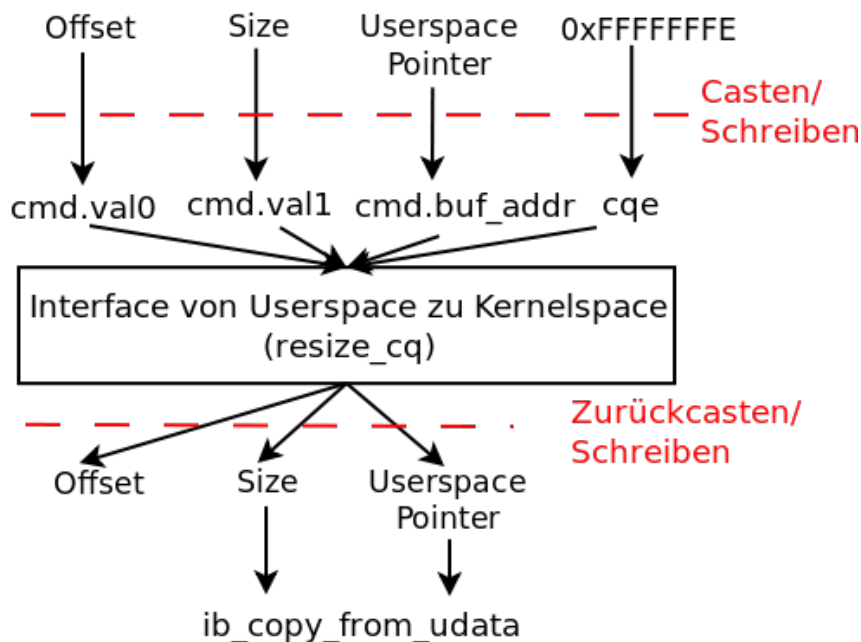 Offset
Size
Userspace
Pointer
0xFFFFFFFE
Casten/
Schreiben
cmd.val0
cmd.val1
cmd.buf_addr
cqe
Interface von Userspace zu Kernelspace
(resize_cq)
Zurückcasten/
Schreiben
Offset
Size
Userspace
Pointer
ib_copy_from_udata